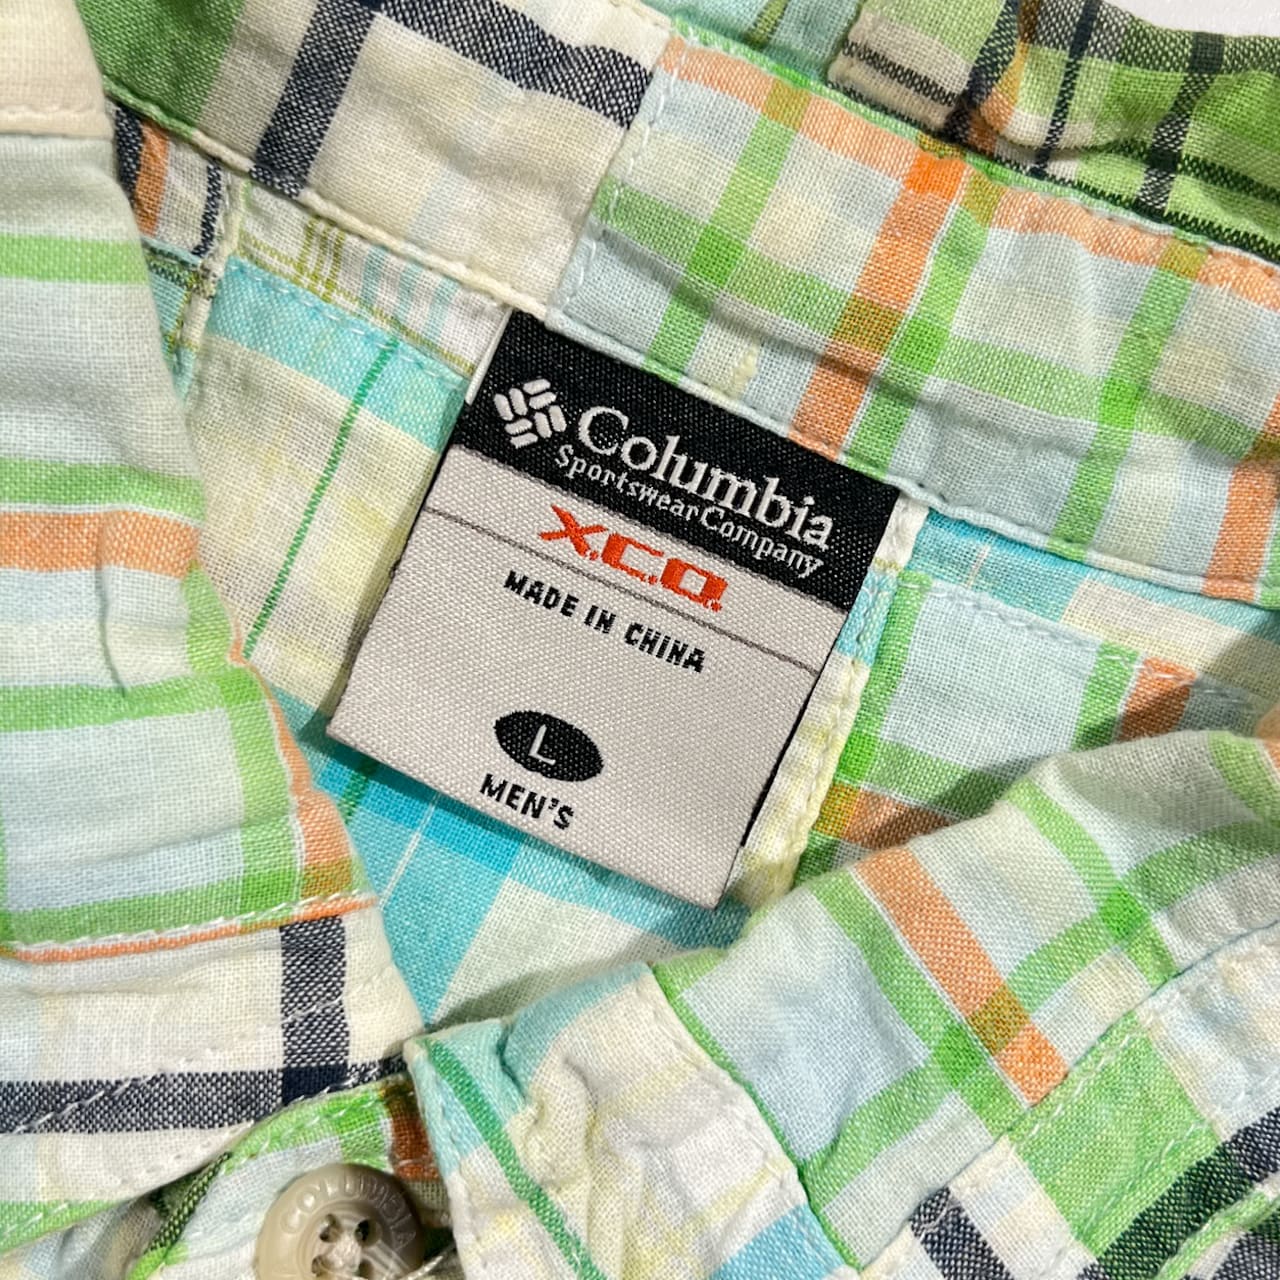 Columbia
Sportswear Company
X.C.O.
MADE IN CHINA
L
MEN'S
COLUMBIA